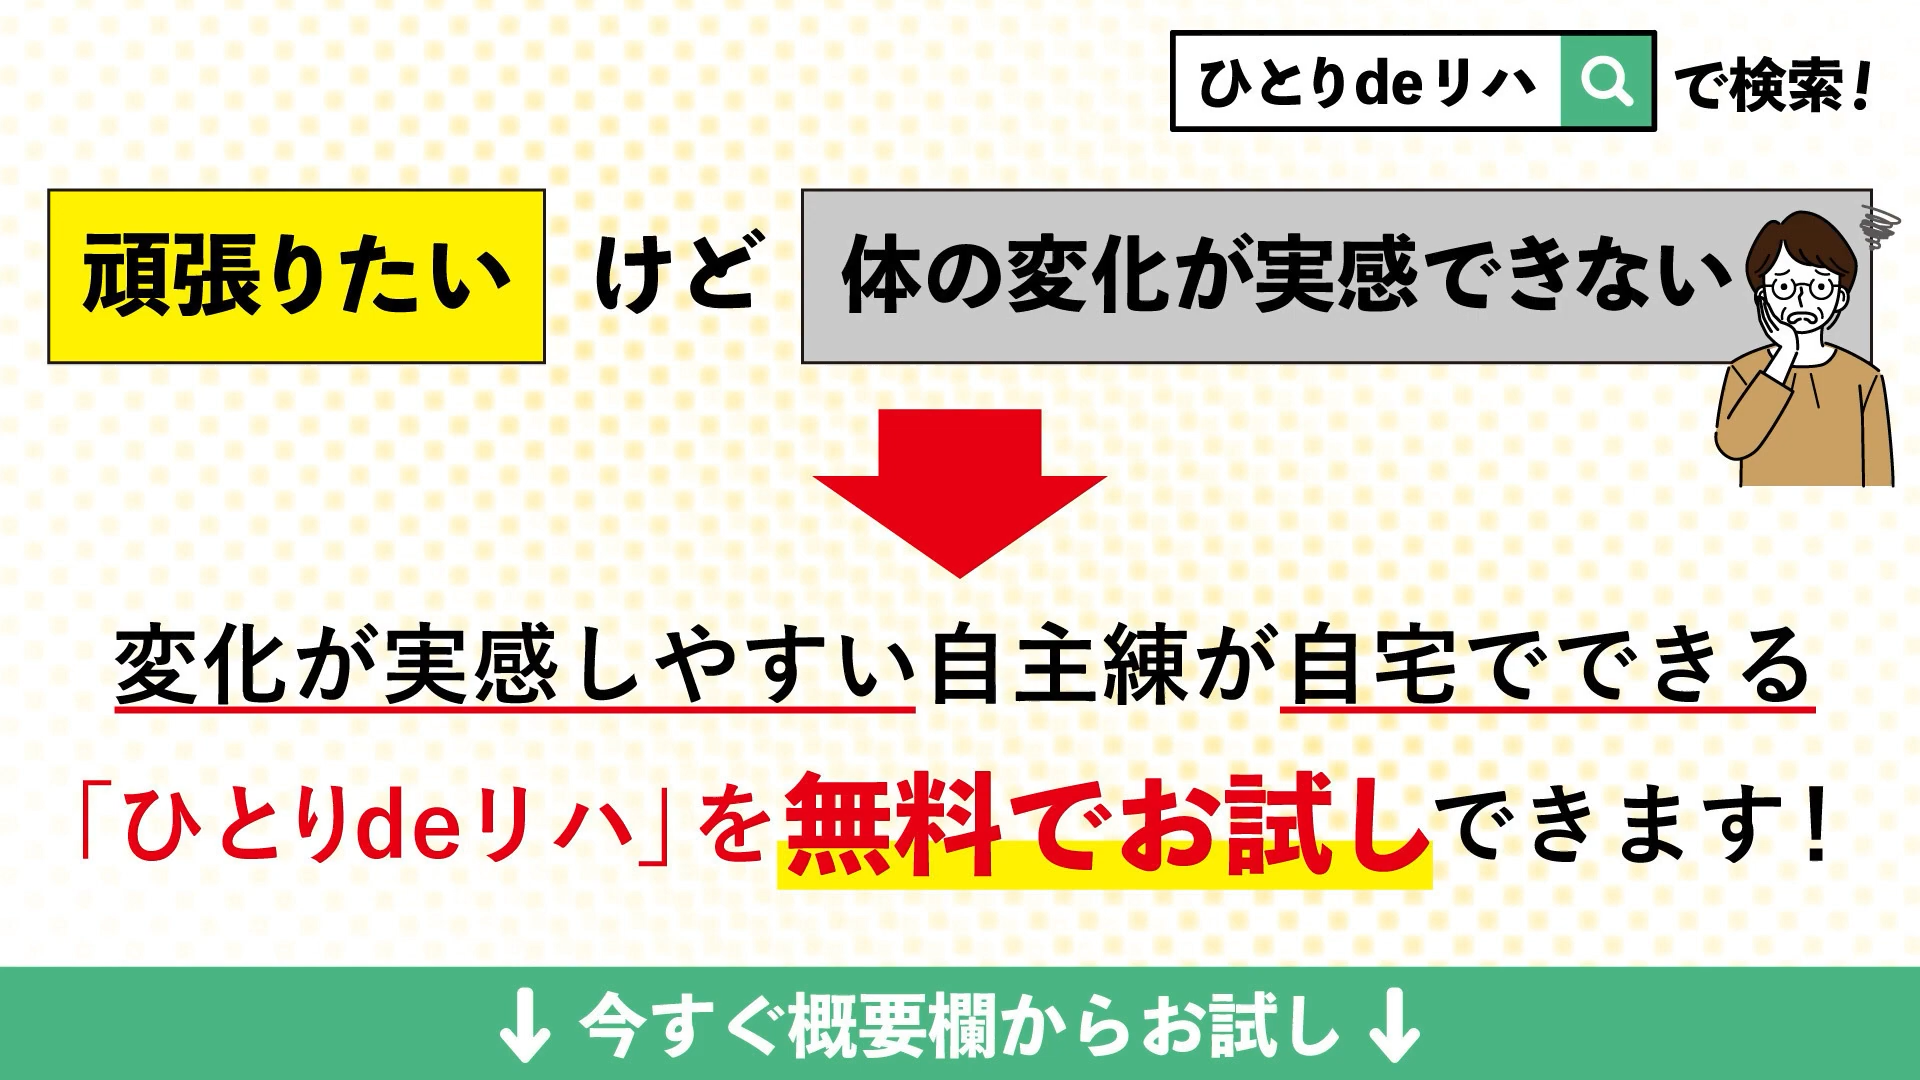 ひとりdeリハ で検索!
頑張りたい けど 体の変化が実感できない
変化が実感しやすい自主練が自宅でできる
「ひとりdeリハ」を無料でお試しできます!
↓ 今すぐ概要欄からお試し ↓